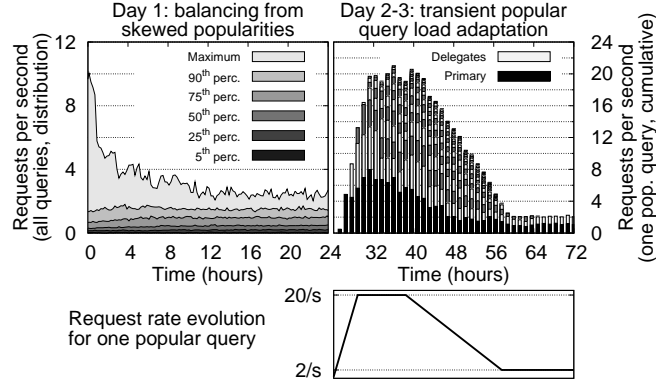 Day 1: balancing from
skewed popularities
Day 2-3: transient popular
query load adaptation
Requests per second
(all queries, distribution)
12
8
4
0
Maximum
90th perc.
75th perc.
50th perc.
25th perc.
5th perc.
0 4 8 12 16 20 24
Time (hours)
Delegates
Primary
24
20
16
12
8
4
0
Requests per second
(one pop. query, cumulative)
32 40 48 56 64 72
Time (hours)
Request rate evolution
for one popular query
20/s
2/s